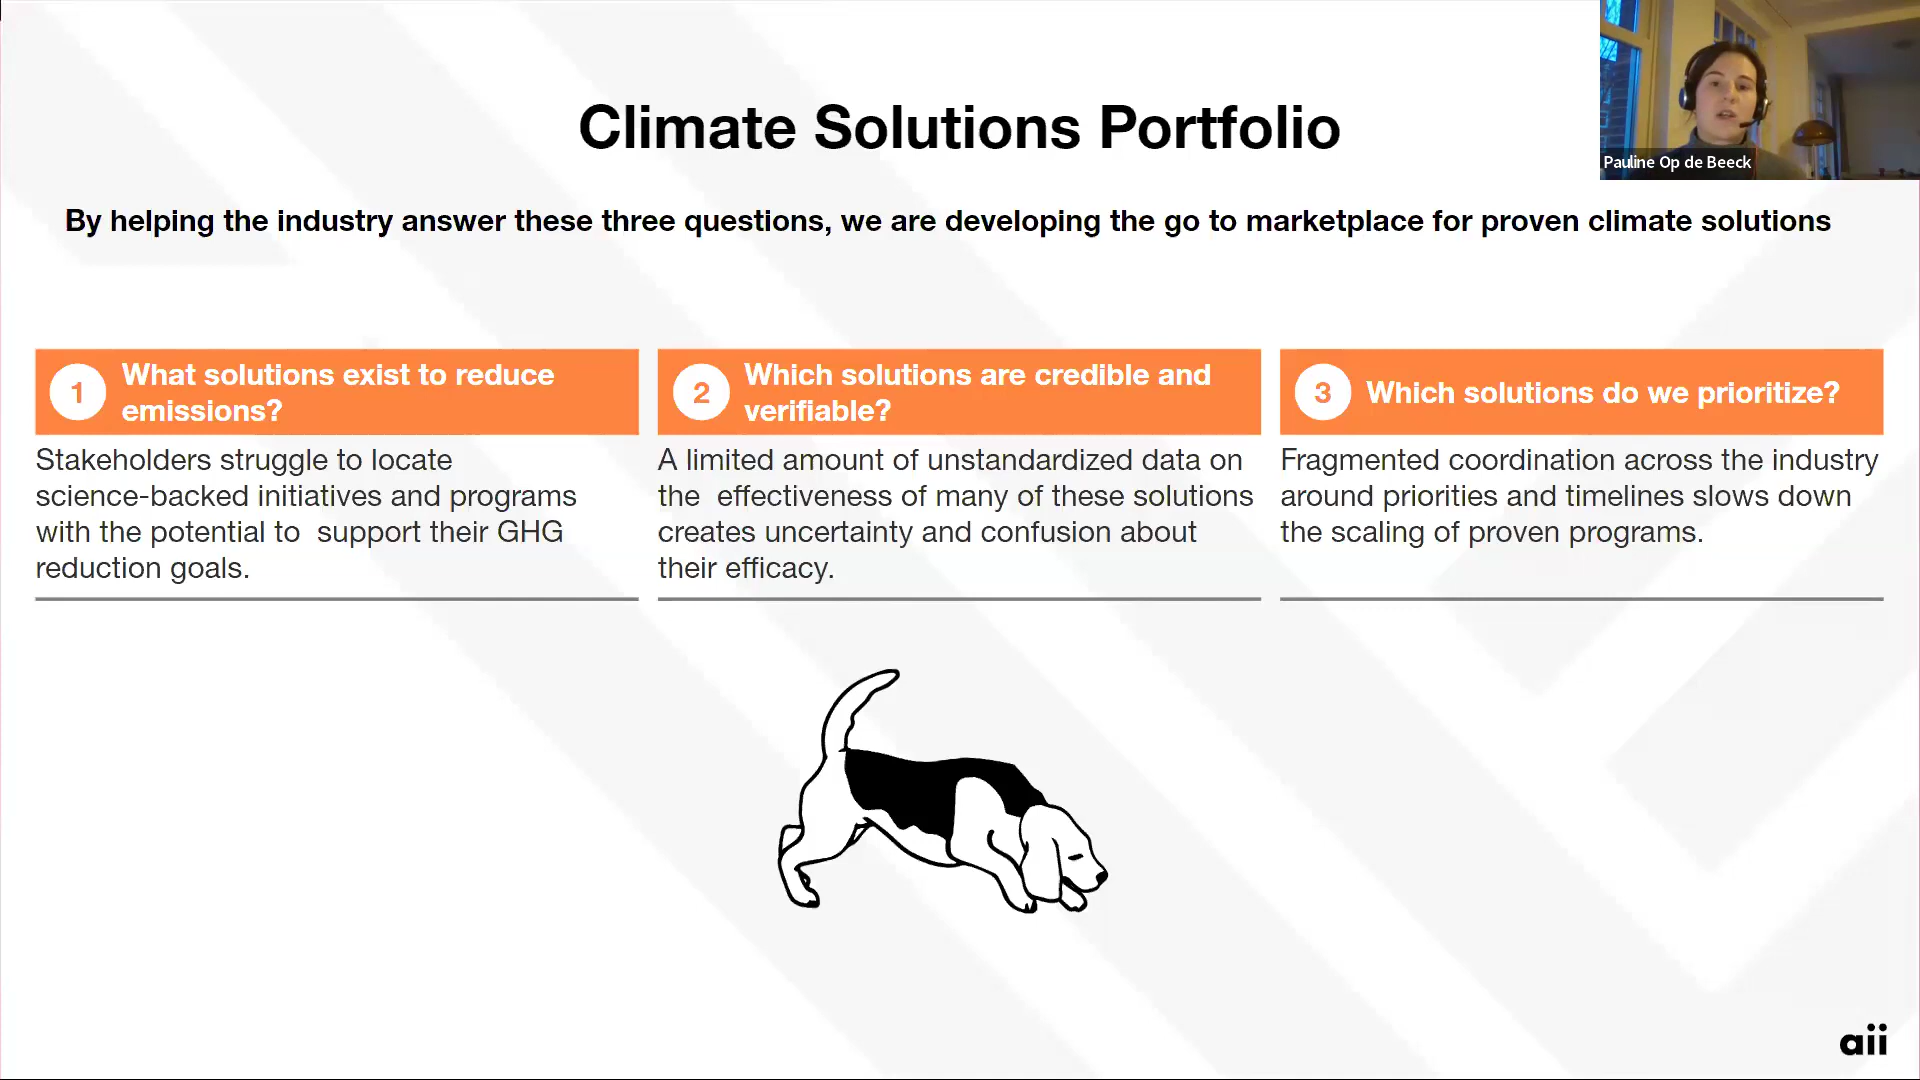 Climate Solutions Portfolio
Pauline Op de Beeck
By helping the industry answer these three questions, we are developing the go to marketplace for proven climate solutions
1
What solutions exist to reduce
emissions?
Stakeholders struggle to locate
science-backed initiatives and programs
with the potential to  support their GHG
reduction goals.
2
Which solutions are credible and
verifiable?
A limited amount of unstandardized data on
the  effectiveness of many of these solutions
creates uncertainty and confusion about
their efficacy.
3
Which solutions do we prioritize?
Fragmented coordination across the industry
around priorities and timelines slows down
the scaling of proven programs.
aii